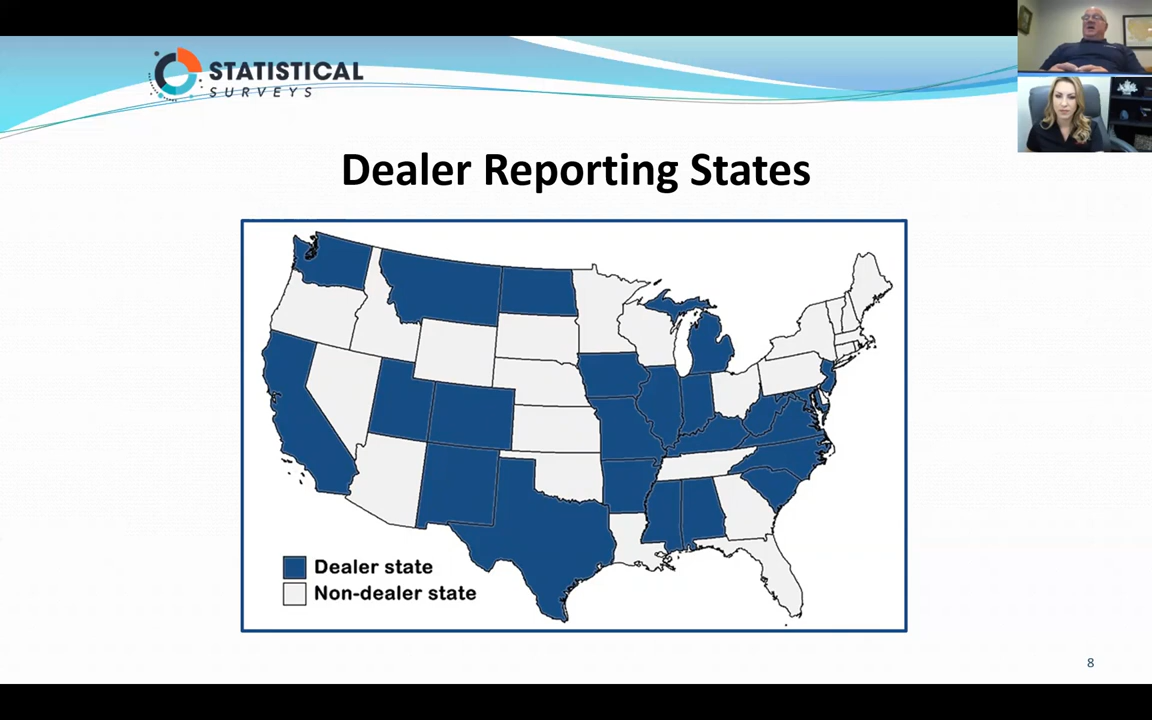 STATISTICAL
SURVEYS
Dealer Reporting States
Dealer state
Non-dealer state
8